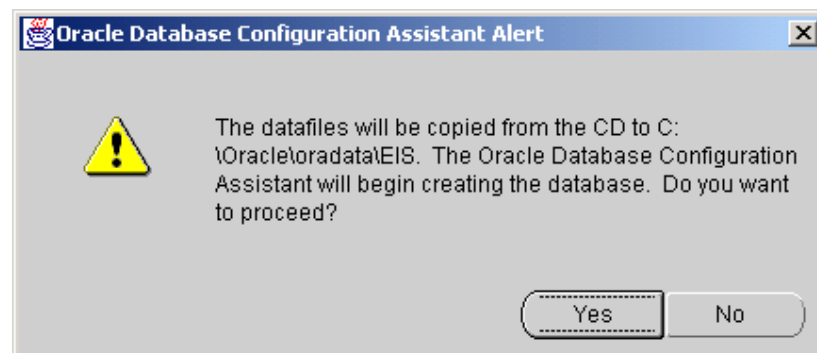 Oracle Database Configuration Assistant Alert
The datafiles will be copied from the CD to C:
\Oracle\oradata\EIS.  The Oracle Database Configuration
Assistant will begin creating the database.  Do you want
to proceed?
Yes
No